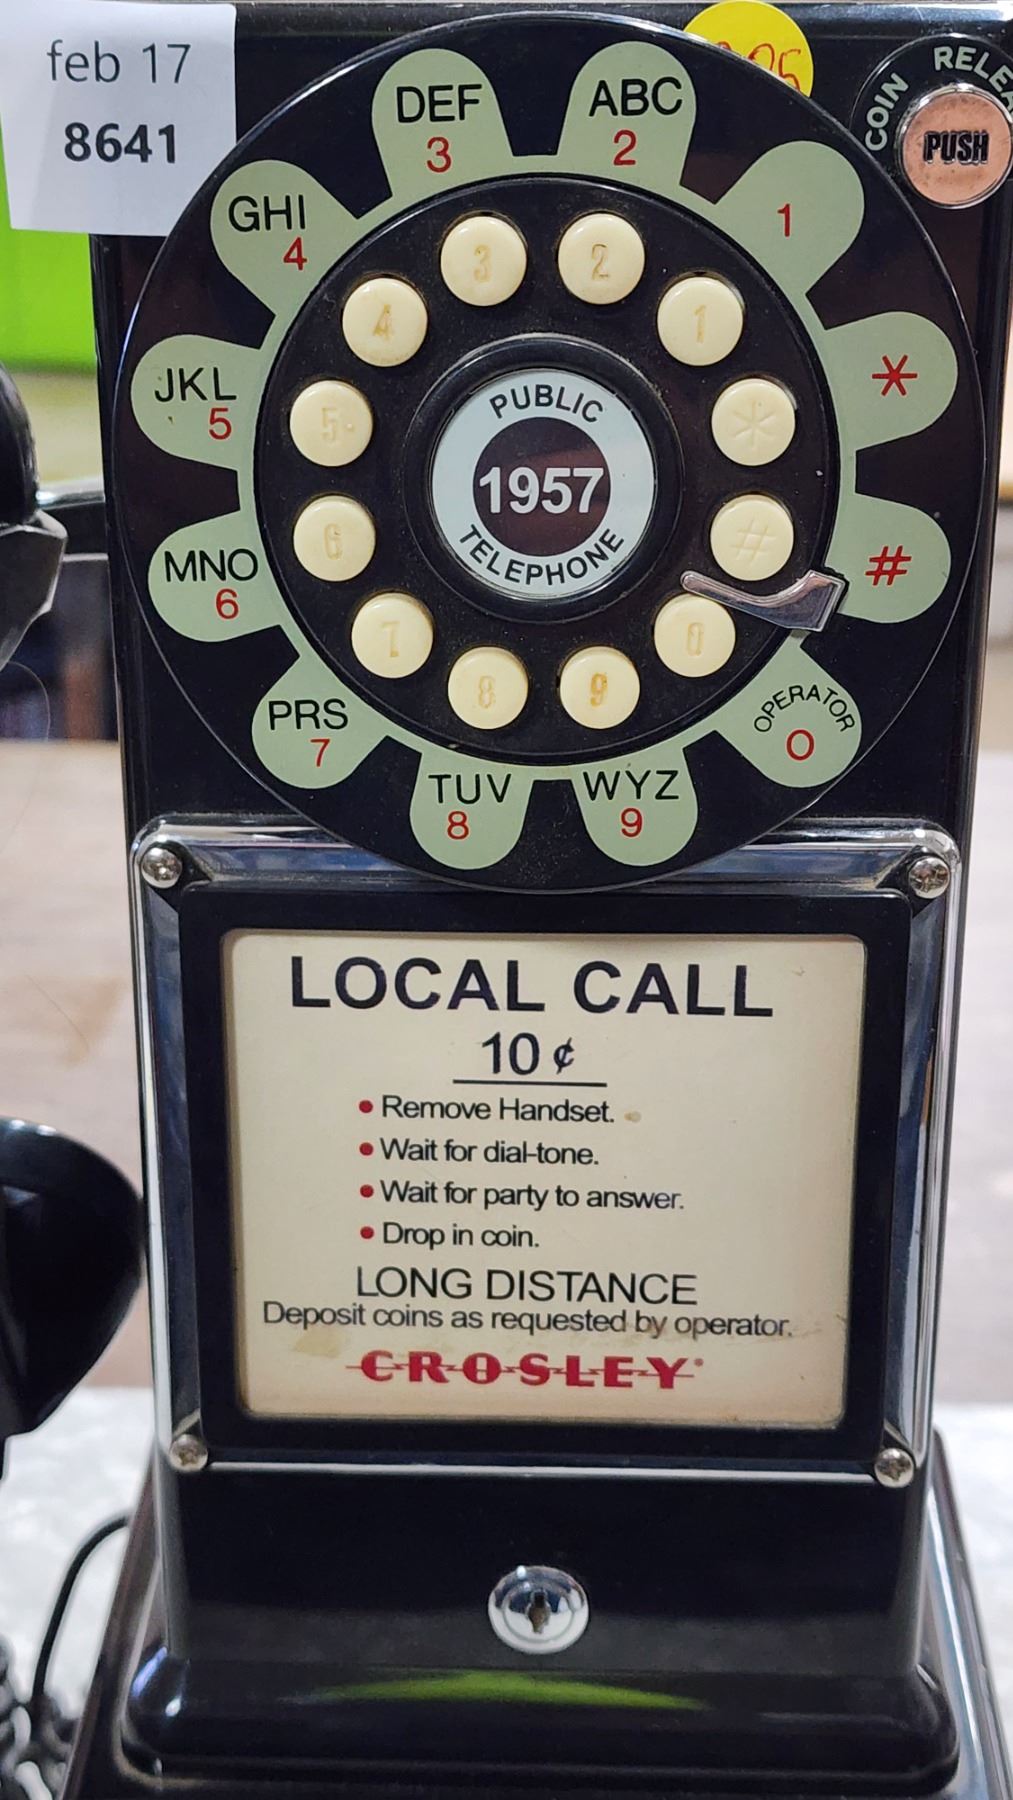 feb 17
8641
COIN
PUSH
DEF
3
ABC
2
1
GHI
4
JKL
5
MNO
6
PRS
7
TUV
8
WYZ
9
OPERATOR
0
#
*
3
2
1
4
5
6
7
8
9
0
#
*
PUBLIC
1957
TELEPHONE
LOCAL CALL
10 ¢
• Remove Handset.
• Wait for dial-tone.
• Wait for party to answer.
• Drop in coin.
LONG DISTANCE
Deposit coins as requested by operator.
CROSLEY